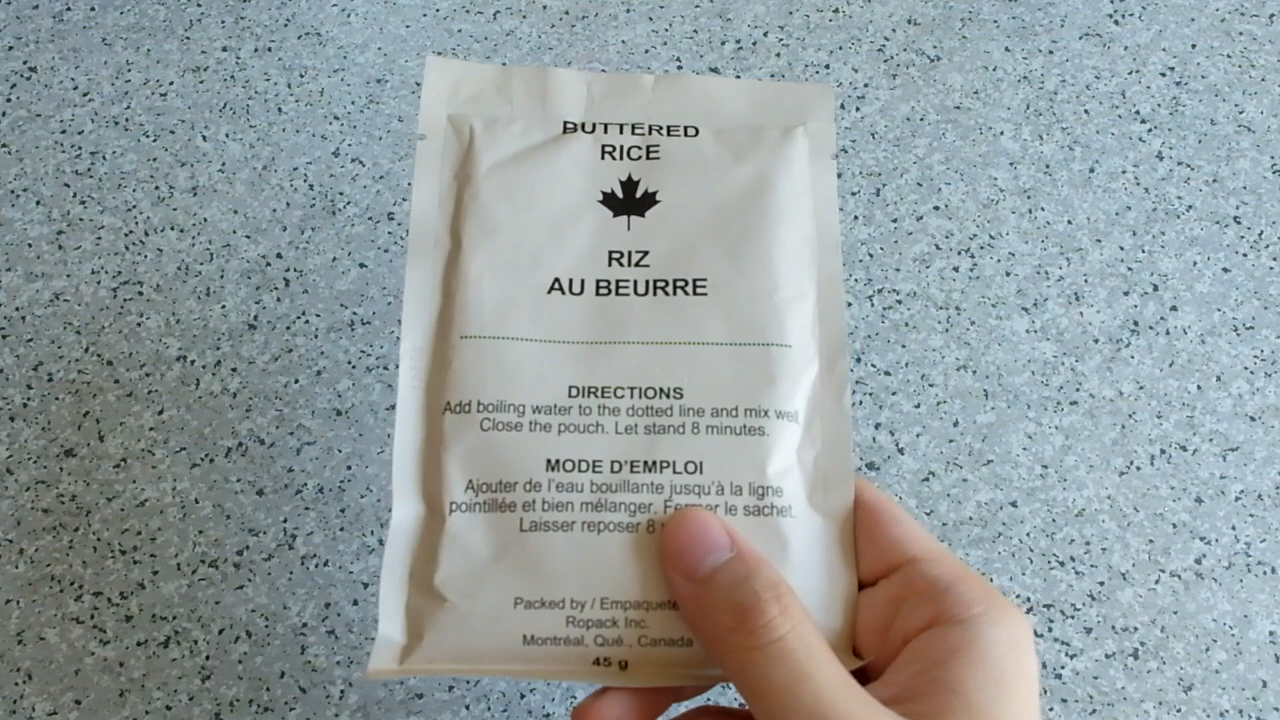 BUTTERED
RICE
RIZ
AU BEURRE
DIRECTIONS
Add boiling water to the dotted line and mix well.
Close the pouch. Let stand 8 minutes.
MODE D'EMPLOI
Ajouter de l'eau bouillante jusqu'à la ligne
pointillée et bien mélanger. Fermer le sachet.
Laisser reposer 8
Packed by / Empaqueté
Ropack Inc.
Montréal, Qué., Canada
45 g